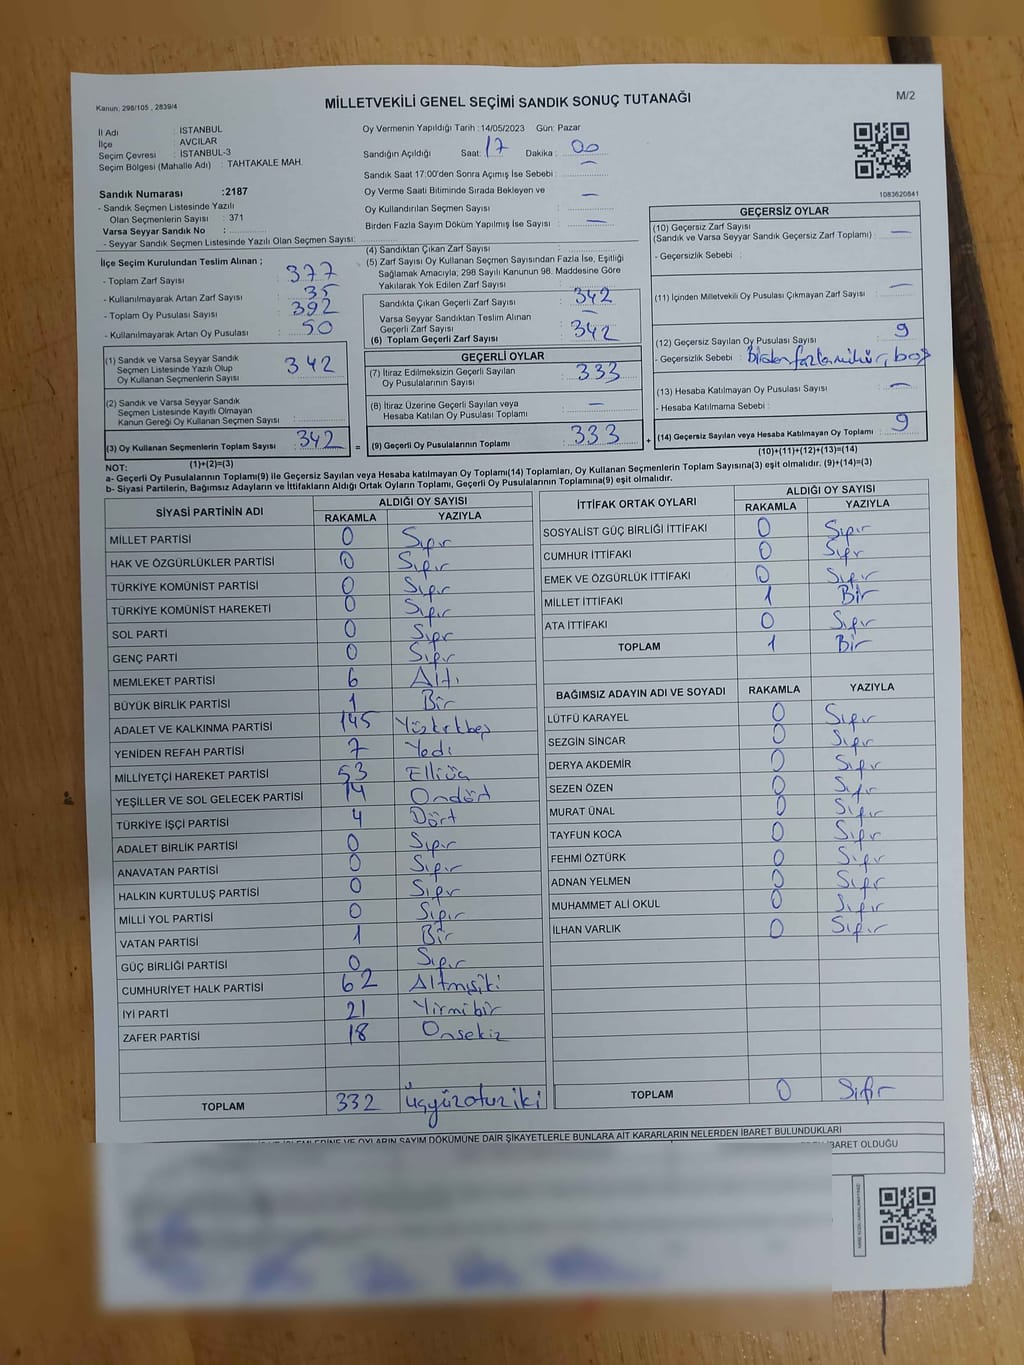 Kanun, 298/105 , 2839/4
MİLLETVEKİLİ GENEL SEÇİMİ SANDIK SONUÇ TUTANAĞI
M/2
İl Adı : İSTANBUL
İlçe : AVCILAR
Seçim Çevresi : İSTANBUL-3
Seçim Bölgesi (Mahalle Adı) : TAHTAKALE MAH.
Oy Vermenin Yapıldığı Tarih :14/05/2023 Gün: Pazar
Sandığın Açıldığı Saat: 17 Dakika: 00
Sandık Saat 17:00'den Sonra Açımış İse Sebebi : —
Oy Verme Saati Bitiminde Sırada Bekleyen ve
Oy Kullandırılan Seçmen Sayısı : —
Birden Fazla Sayım Döküm Yapılmış İse Sayısı : —
1083620841
Sandık Numarası :2187
- Sandık Seçmen Listesinde Yazılı
Olan Seçmenlerin Sayısı : 371
Varsa Seyyar Sandık No :
- Seyyar Sandık Seçmen Listesinde Yazılı Olan Seçmen Sayısı:
İlçe Seçim Kurulundan Teslim Alınan ;
- Toplam Zarf Sayısı : 377
- Kullanılmayarak Artan Zarf Sayısı : 35
- Toplam Oy Pusulası Sayısı : 392
- Kullanılmayarak Artan Oy Pusulası : 50
(1) Sandık ve Varsa Seyyar Sandık
Seçmen Listesinde Yazılı Olup
Oy Kullanan Seçmenlerin Sayısı : 342
(2) Sandık ve Varsa Seyyar Sandık
Seçmen Listesinde Kayıtlı Olmayan
Kanun Gereği Oy Kullanan Seçmen Sayısı :
(3) Oy Kullanan Seçmenlerin Toplam Sayısı : 342
(1)+(2)=(3)
(4) Sandıktan Çıkan Zarf Sayısı :
(5) Zarf Sayısı Oy Kullanan Seçmen Sayısından Fazla İse, Eşitliği
Sağlamak Amacıyla; 298 Sayılı Kanunun 98. Maddesine Göre
Yakılarak Yok Edilen Zarf Sayısı :
Sandıkta Çıkan Geçerli Zarf Sayısı : 342
Varsa Seyyar Sandıktan Teslim Alınan
Geçerli Zarf Sayısı : —
(6) Toplam Geçerli Zarf Sayısı : 342
GEÇERLİ OYLAR
(7) İtiraz Edilmeksizin Geçerli Sayılan
Oy Pusulalarının Sayısı : 333
(8) İtiraz Üzerine Geçerli Sayılan veya
Hesaba Katılan Oy Pusulası Toplamı : —
= (9) Geçerli Oy Pusulalarının Toplamı : 333
GEÇERSİZ OYLAR
(10) Geçersiz Zarf Sayısı
(Sandık ve Varsa Seyyar Sandık Geçersiz Zarf Toplamı) : —
- Geçersizlik Sebebi :
(11) İçinden Milletvekili Oy Pusulası Çıkmayan Zarf Sayısı : —
(12) Geçersiz Sayılan Oy Pusulası Sayısı : 9
- Geçersizlik Sebebi : Birden fazla mühür, boş
(13) Hesaba Katılmayan Oy Pusulası Sayısı : —
- Hesaba Katılmama Sebebi :
+ (14) Geçersiz Sayılan veya Hesaba Katılmayan Oy Toplamı : 9
(10)+(11)+(12)+(13)=(14)
NOT:
a- Geçerli Oy Pusulalarının Toplamı(9) ile Geçersiz Sayılan veya Hesaba katılmayan Oy Toplamı(14) Toplamları, Oy Kullanan Seçmenlerin Toplam Sayısına(3) eşit olmalıdır. (9)+(14)=(3)
b- Siyasi Partilerin, Bağımsız Adayların ve İttifakların Aldığı Ortak Oyların Toplamı, Geçerli Oy Pusulalarının Toplamına(9) eşit olmalıdır.
SİYASİ PARTİNİN ADI ALDIĞI OY SAYISI
RAKAMLA YAZIYLA
MİLLET PARTİSİ 0 Sıfır
HAK VE ÖZGÜRLÜKLER PARTİSİ 0 Sıfır
TÜRKİYE KOMÜNİST PARTİSİ 0 Sıfır
TÜRKİYE KOMÜNİST HAREKETİ 0 Sıfır
SOL PARTİ 0 Sıfır
GENÇ PARTİ 0 Sıfır
MEMLEKET PARTİSİ 6 Altı
BÜYÜK BİRLİK PARTİSİ 1 Bir
ADALET VE KALKINMA PARTİSİ 145 Yüzkırkbeş
YENİDEN REFAH PARTİSİ 7 Yedi
MİLLİYETÇİ HAREKET PARTİSİ 53 Elliüç
YEŞİLLER VE SOL GELECEK PARTİSİ 14 Ondört
TÜRKİYE İŞÇİ PARTİSİ 4 Dört
ADALET BİRLİK PARTİSİ 0 Sıfır
ANAVATAN PARTİSİ 0 Sıfır
HALKIN KURTULUŞ PARTİSİ 0 Sıfır
MİLLİ YOL PARTİSİ 0 Sıfır
VATAN PARTİSİ 1 Bir
GÜÇ BİRLİĞİ PARTİSİ 0 Sıfır
CUMHURİYET HALK PARTİSİ 62 Altmışiki
İYİ PARTİ 21 Yirmibir
ZAFER PARTİSİ 18 Onsekiz
TOPLAM 332 üçyüzotuziki
İTTİFAK ORTAK OYLARI ALDIĞI OY SAYISI
RAKAMLA YAZIYLA
SOSYALİST GÜÇ BİRLİĞİ İTTİFAKI 0 Sıfır
CUMHUR İTTİFAKI 0 Sıfır
EMEK VE ÖZGÜRLÜK İTTİFAKI 0 Sıfır
MİLLET İTTİFAKI 1 Bir
ATA İTTİFAKI 0 Sıfır
TOPLAM 1 Bir
BAĞIMSIZ ADAYIN ADI VE SOYADI RAKAMLA YAZIYLA
LÜTFÜ KARAYEL 0 Sıfır
SEZGİN SİNCAR 0 Sıfır
DERYA AKDEMİR 0 Sıfır
SEZEN ÖZEN 0 Sıfır
MURAT ÜNAL 0 Sıfır
TAYFUN KOCA 0 Sıfır
FEHMİ ÖZTÜRK 0 Sıfır
ADNAN YELMEN 0 Sıfır
MUHAMMET ALİ OKUL 0 Sıfır
İLHAN VARLIK 0 Sıfır
TOPLAM 0 Sıfır
VE OYLARIN SAYIM DÖKÜMÜNE DAİR ŞİKAYETLERLE BUNLARA AİT KARARLARIN NELERDEN İBARET BULUNDUKLARI
İBARET OLDUĞU